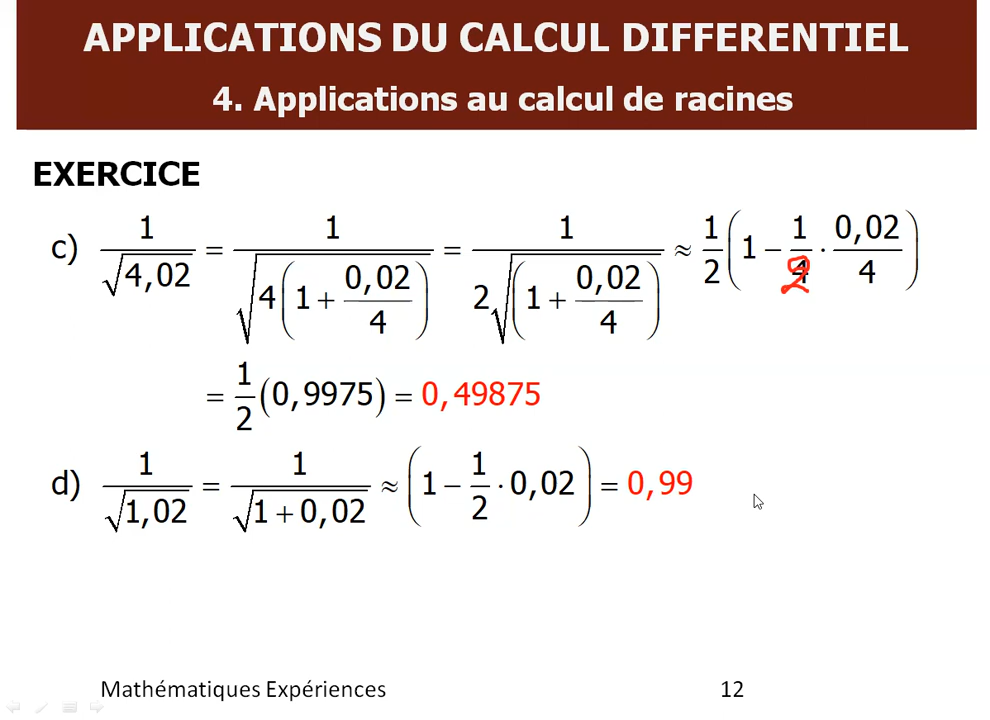 APPLICATIONS DU CALCUL DIFFERENTIEL
4. Applications au calcul de racines
EXERCICE
c) 1/√4,02 = 1/√(4(1 + 0,02/4)) = 1/(2√(1 + 0,02/4)) ≈ 1/2 (1 − 1/2 · 0,02/4)
= 1/2 (0,9975) = 0,49875
d) 1/√1,02 = 1/√(1 + 0,02) ≈ (1 − 1/2 · 0,02) = 0,99
Mathématiques Expériences 12